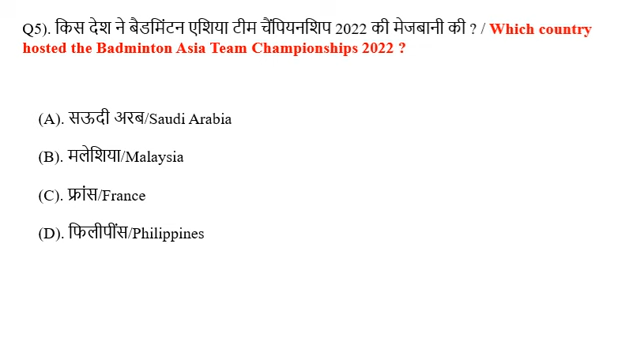 Q5). किस देश ने बैडमिंटन एशिया टीम चैंपियनशिप 2022 की मेजबानी की ? / Which country
hosted the Badminton Asia Team Championships 2022 ?
(A). सऊदी अरब/Saudi Arabia
(B). मलेशिया/Malaysia
(C). फ्रांस/France
(D). फिलीपींस/Philippines